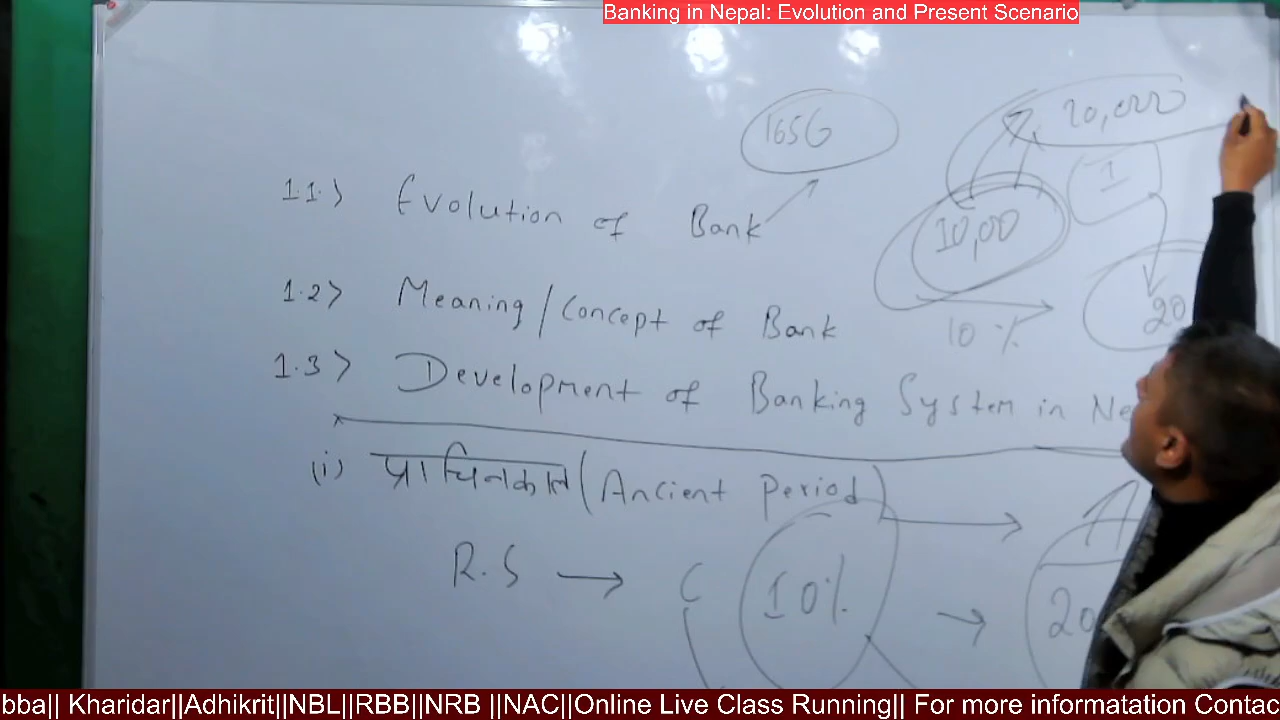 Banking in Nepal: Evolution and Present Scenario
1656
20,000
1.1> Evolution of Bank
1
10,00
1.2> Meaning/Concept of Bank
10 %
20
1.3> Development of Banking System in Ne
(i) प्राचिनकाल (Ancient Period)
A
R.S → C
10%
→
20
bba|| Kharidar||Adhikrit||NBL||RBB||NRB ||NAC||Online Live Class Running|| For more informatation Contac